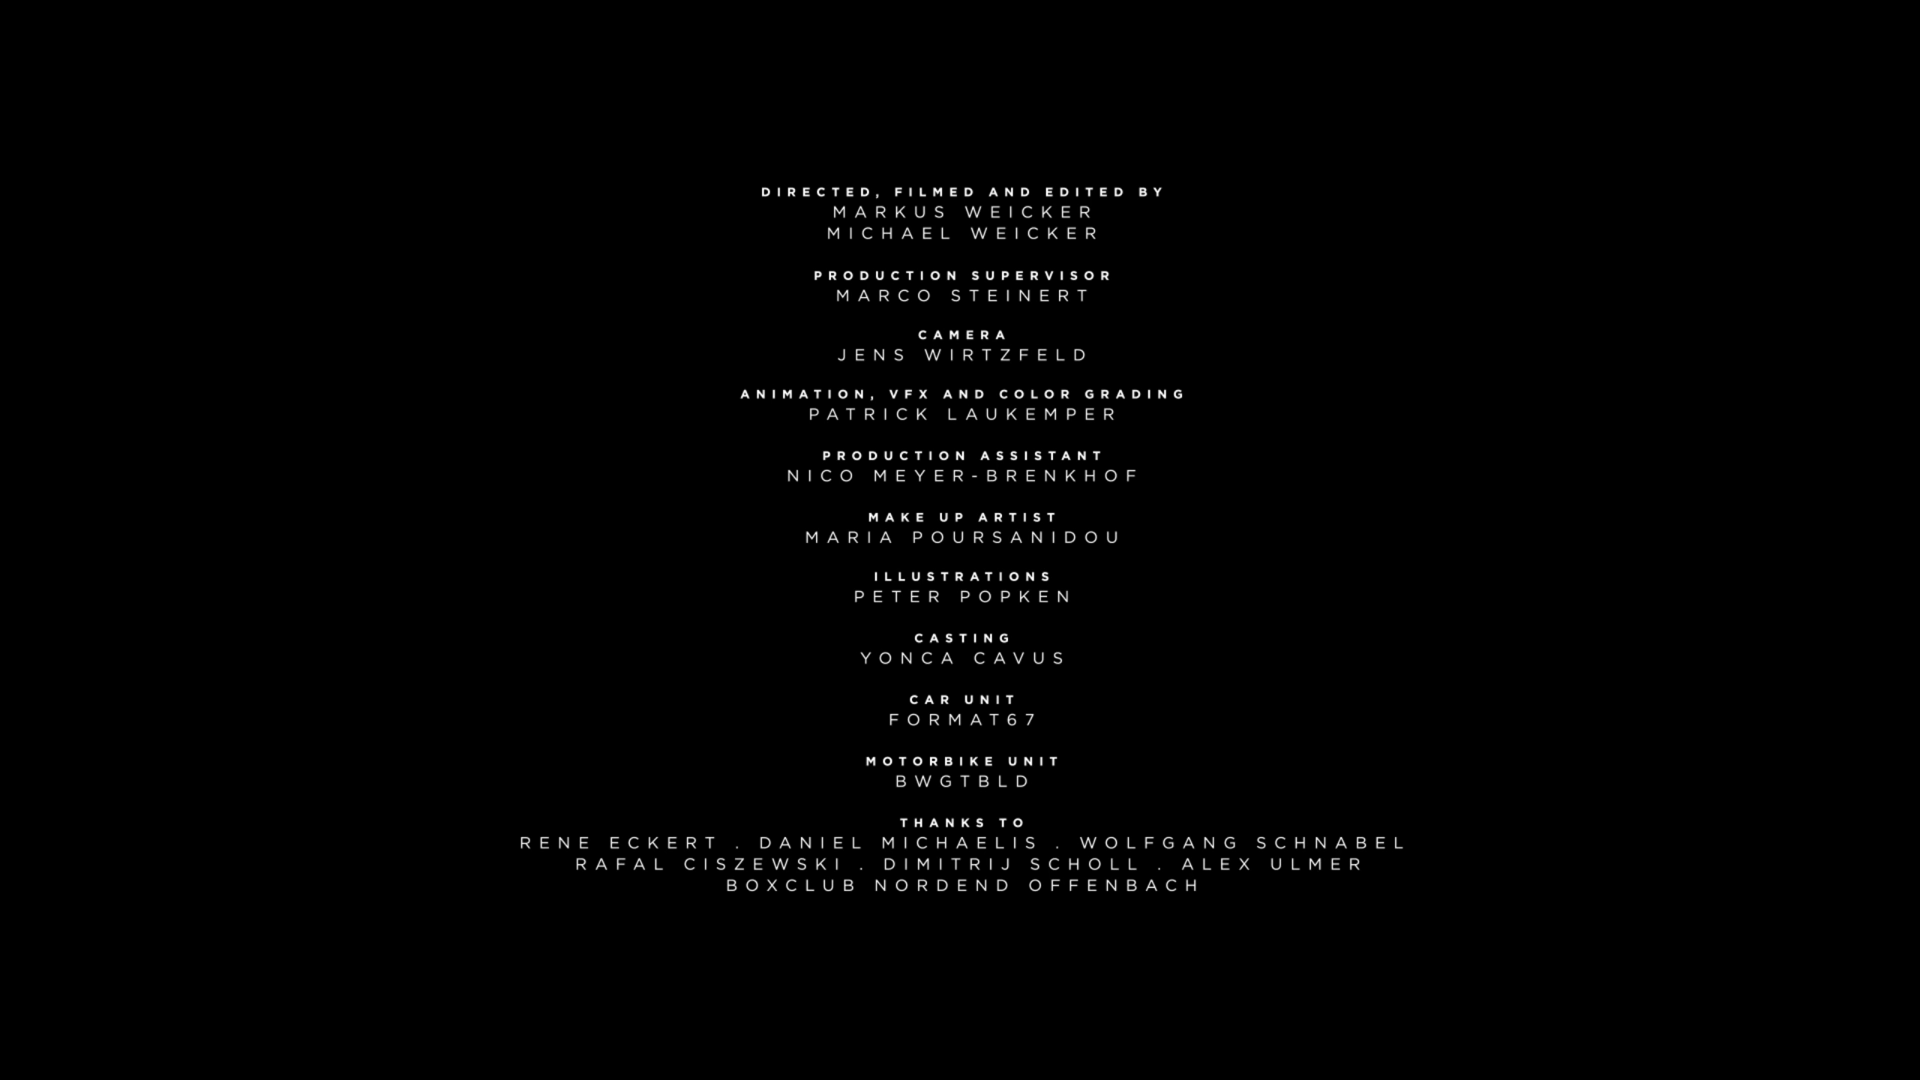 DIRECTED, FILMED AND EDITED BY
MARKUS WEICKER
MICHAEL WEICKER
PRODUCTION SUPERVISOR
MARCO STEINERT
CAMERA
JENS WIRTZFELD
ANIMATION, VFX AND COLOR GRADING
PATRICK LAUKEMPER
PRODUCTION ASSISTANT
NICO MEYER-BRENKHOF
MAKE UP ARTIST
MARIA POURSANIDOU
ILLUSTRATIONS
PETER POPKEN
CASTING
YONCA CAVUS
CAR UNIT
FORMAT67
MOTORBIKE UNIT
BWGTBLD
THANKS TO
RENE ECKERT . DANIEL MICHAELIS . WOLFGANG SCHNABEL
RAFAL CISZEWSKI . DIMITRIJ SCHOLL . ALEX ULMER
BOXCLUB NORDEND OFFENBACH